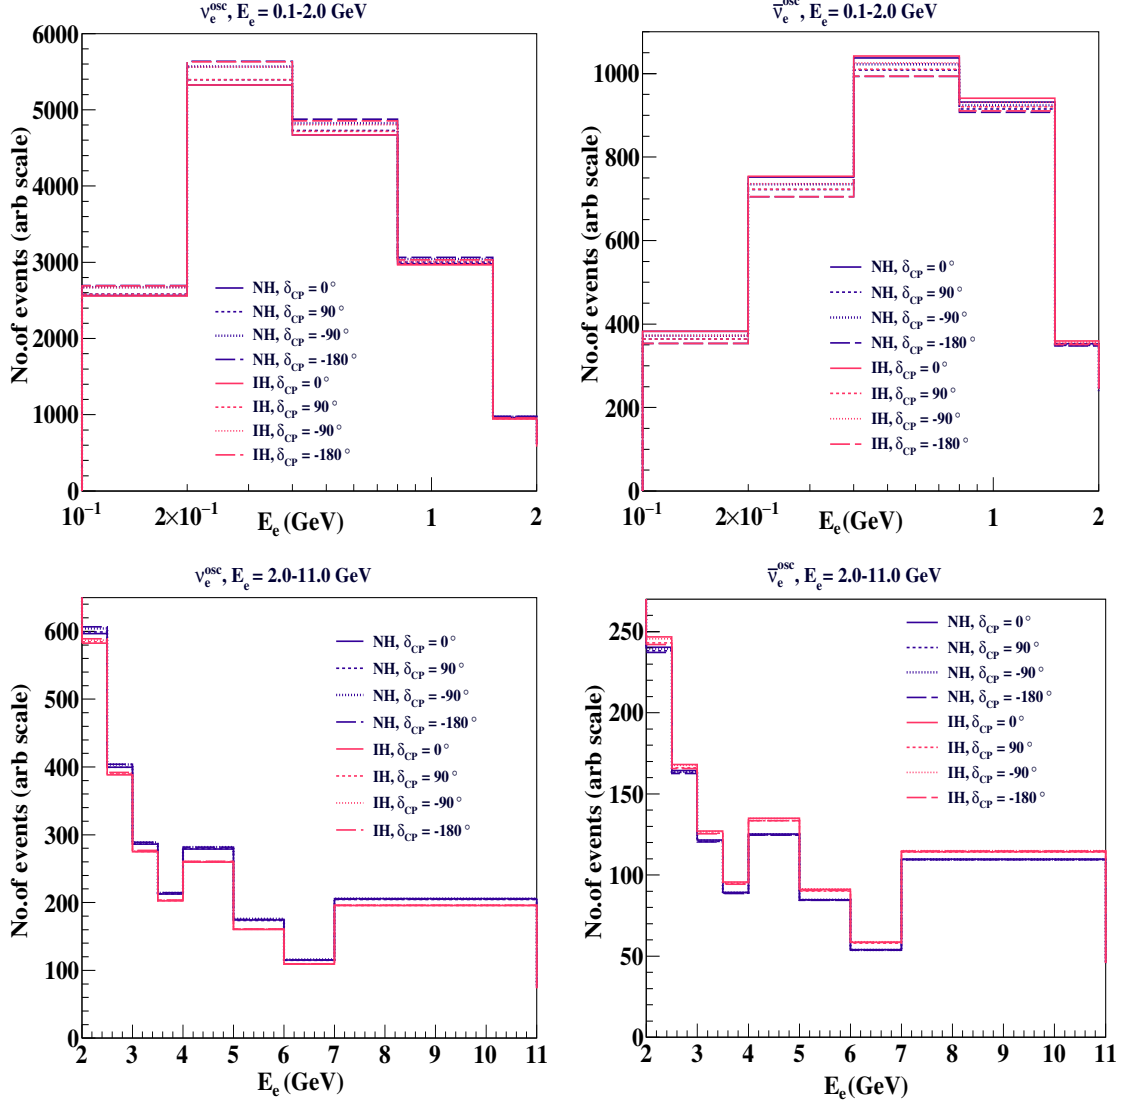 ν_e^osc, E_e = 0.1-2.0 GeV
No.of events (arb scale)
6000
5000
4000
3000
2000
1000
0
NH, δ_CP = 0°
NH, δ_CP = 90°
NH, δ_CP = -90°
NH, δ_CP = -180°
IH, δ_CP = 0°
IH, δ_CP = 90°
IH, δ_CP = -90°
IH, δ_CP = -180°
10⁻¹ 2×10⁻¹ 1 2
E_e (GeV)
ν̅_e^osc, E_e = 0.1-2.0 GeV
No.of events (arb scale)
1000
800
600
400
200
0
NH, δ_CP = 0°
NH, δ_CP = 90°
NH, δ_CP = -90°
NH, δ_CP = -180°
IH, δ_CP = 0°
IH, δ_CP = 90°
IH, δ_CP = -90°
IH, δ_CP = -180°
10⁻¹ 2×10⁻¹ 1 2
E_e (GeV)
ν_e^osc, E_e = 2.0-11.0 GeV
No.of events (arb scale)
600
500
400
300
200
100
0
NH, δ_CP = 0°
NH, δ_CP = 90°
NH, δ_CP = -90°
NH, δ_CP = -180°
IH, δ_CP = 0°
IH, δ_CP = 90°
IH, δ_CP = -90°
IH, δ_CP = -180°
2 3 4 5 6 7 8 9 10 11
E_e (GeV)
ν̅_e^osc, E_e = 2.0-11.0 GeV
No.of events (arb scale)
250
200
150
100
50
0
NH, δ_CP = 0°
NH, δ_CP = 90°
NH, δ_CP = -90°
NH, δ_CP = -180°
IH, δ_CP = 0°
IH, δ_CP = 90°
IH, δ_CP = -90°
IH, δ_CP = -180°
2 3 4 5 6 7 8 9 10 11
E_e (GeV)